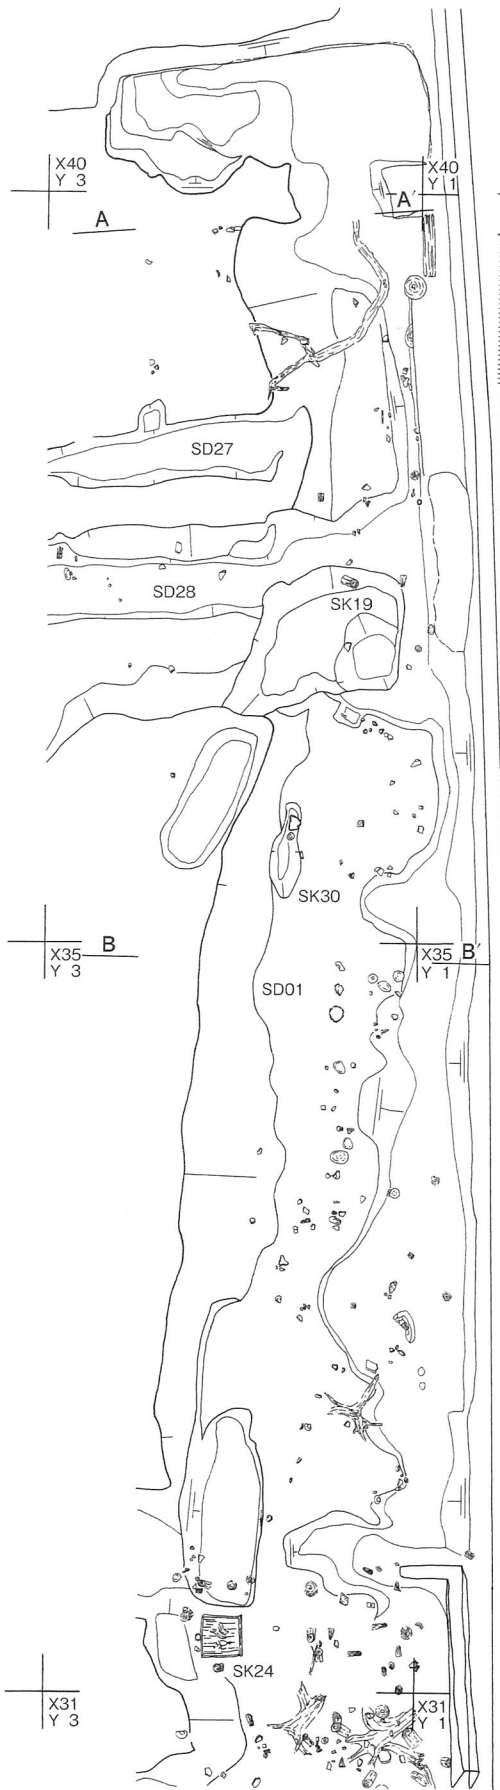 X40
Y 3
X40
Y 1
A
A′
SD27
SD28
SK19
SK30
X35
Y 3
B
X35
Y 1
B′
SD01
SK24
X31
Y 3
X31
Y 1